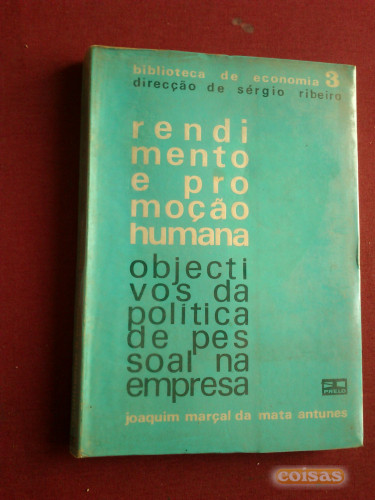 biblioteca de economia 3
direcção de sérgio ribeiro
rendi
mento
e pro
moção
humana
objecti
vos da
politica
de pes
soal na
empresa
PRELO
joaquim marçal da mata antunes
coisas